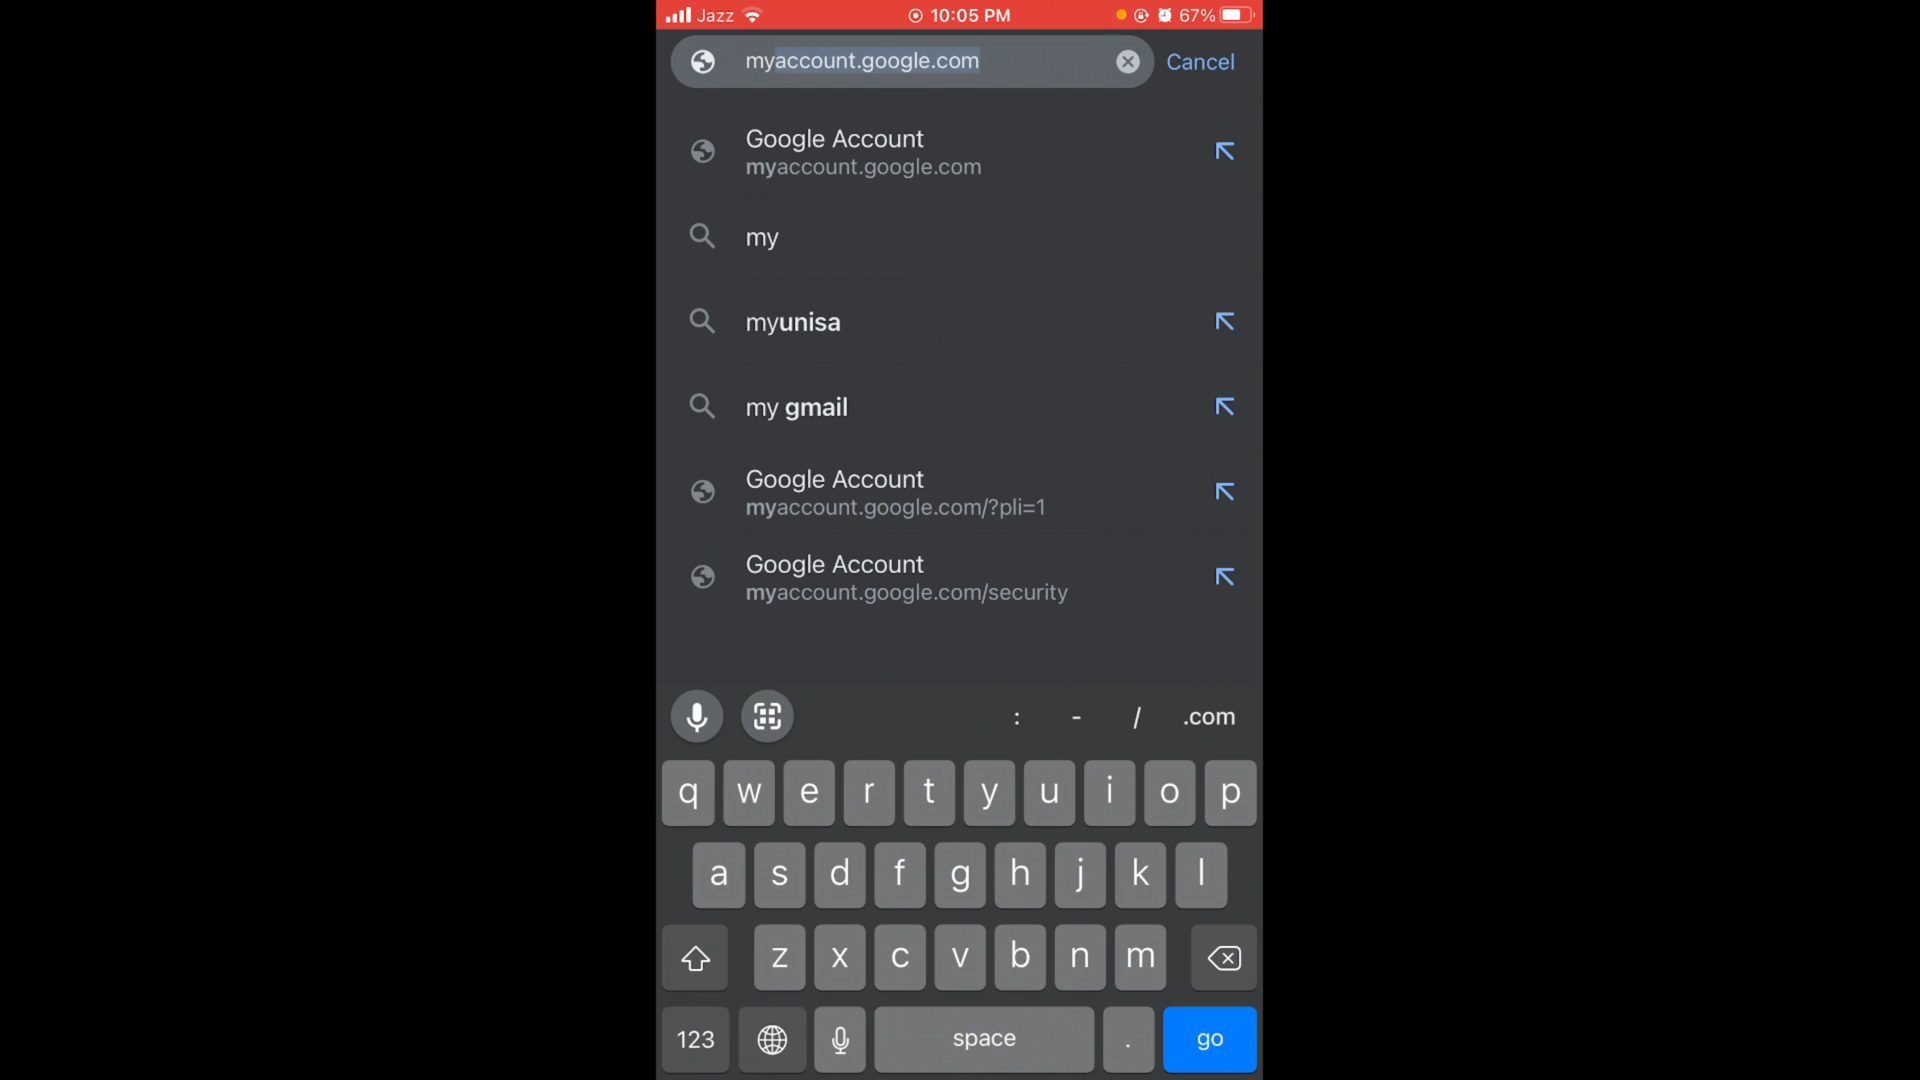 Jazz 10:05 PM 67%
myaccount.google.com Cancel
Google Account
myaccount.google.com
my
myunisa
my gmail
Google Account
myaccount.google.com/?pli=1
Google Account
myaccount.google.com/security
: - / .com
q w e r t y u i o p
a s d f g h j k l
z x c v b n m
123 space . go